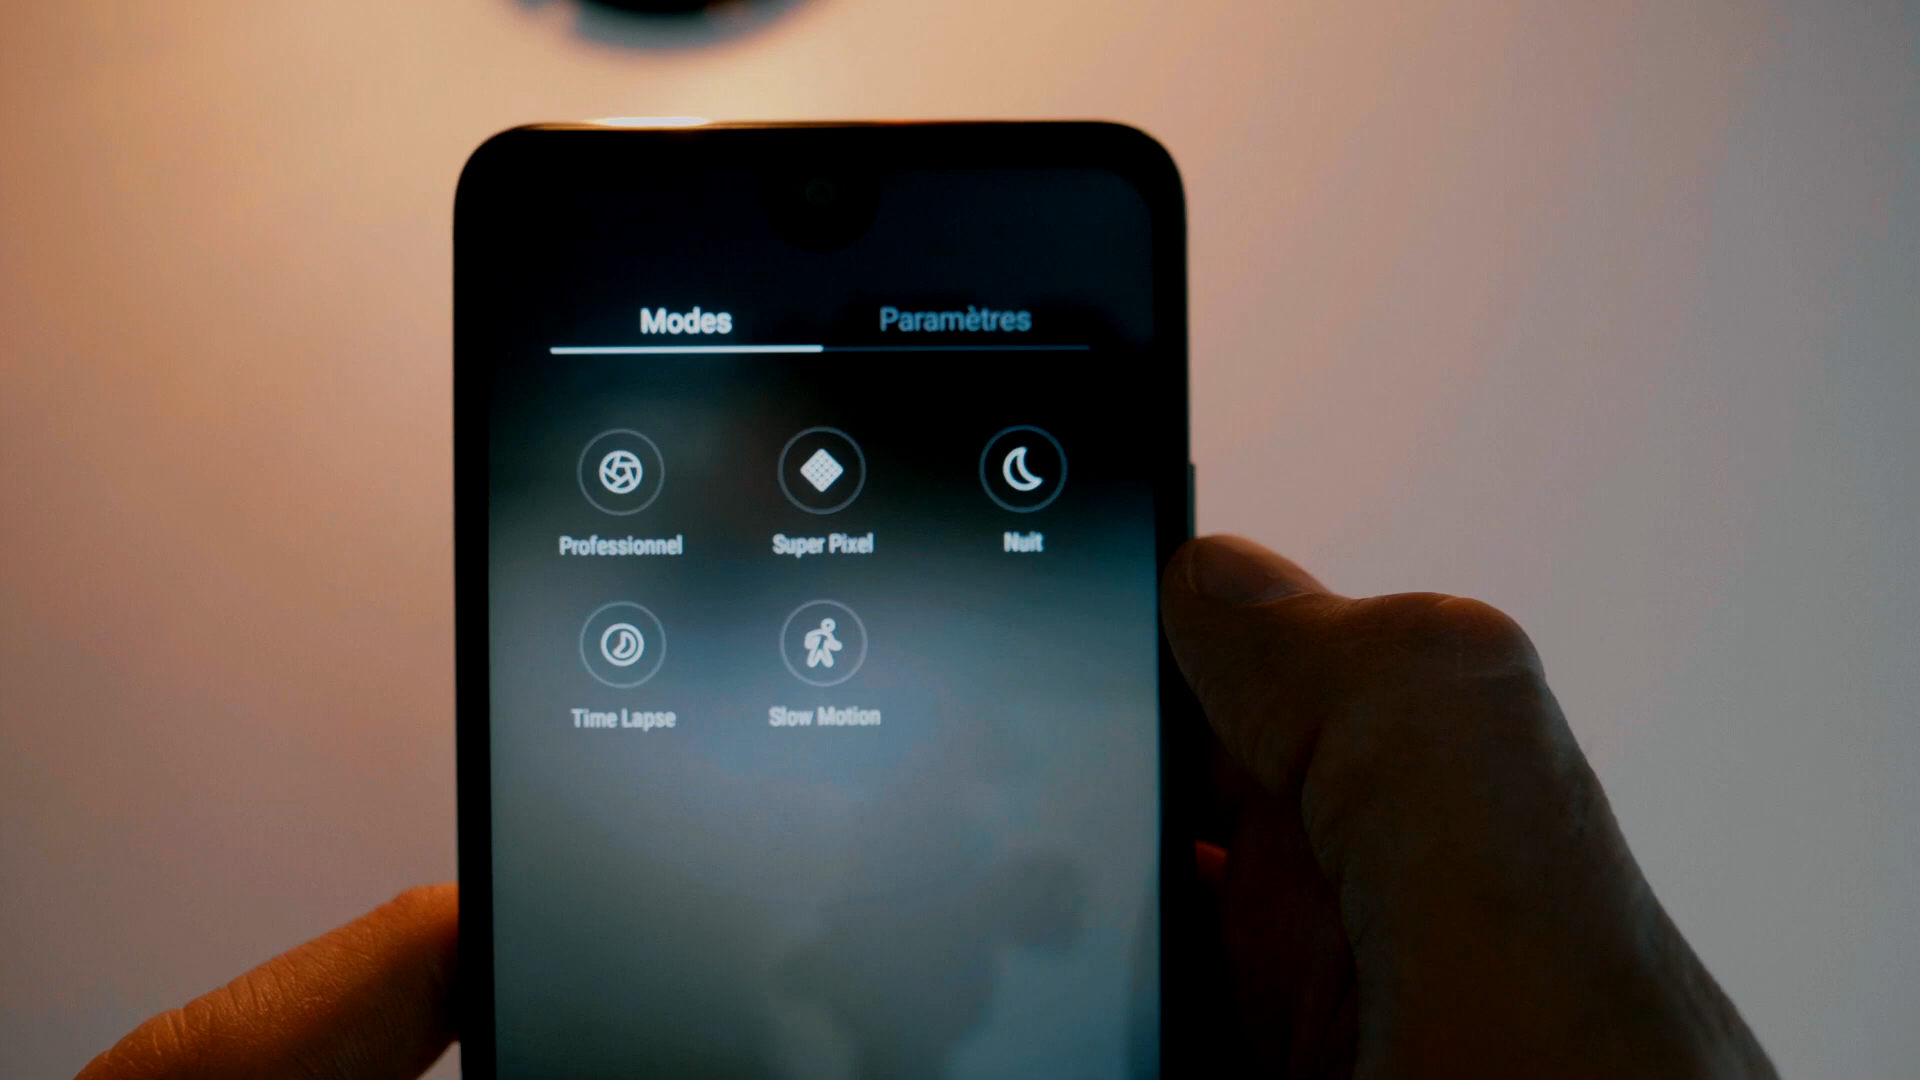 Modes Paramètres
Professionnel Super Pixel Nuit
Time Lapse Slow Motion